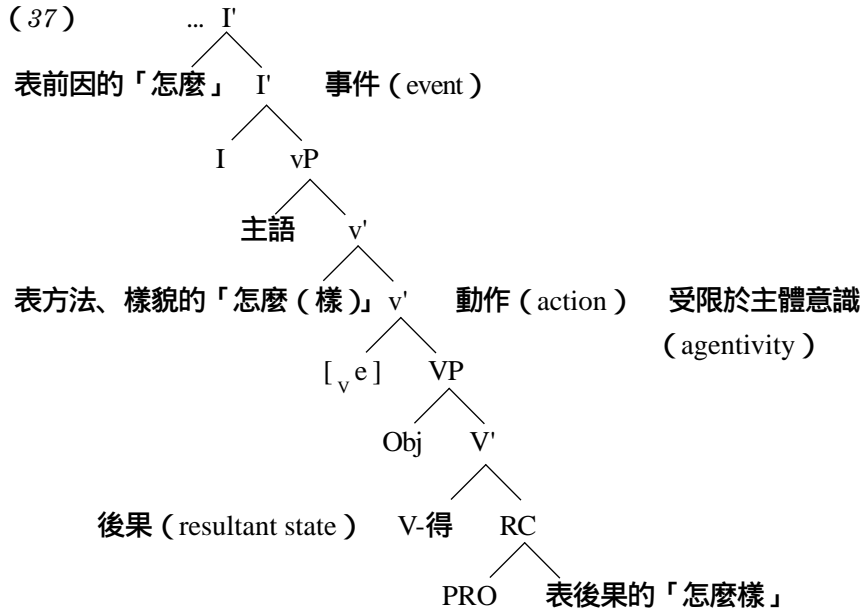 （37） ... I'
表前因的「怎麼」 I' 事件（event）
I vP
主語 v'
表方法、樣貌的「怎麼（樣）」 v' 動作（action） 受限於主體意識
（agentivity）
[ v e ] VP
Obj V'
後果（resultant state） V-得 RC
PRO 表後果的「怎麼樣」